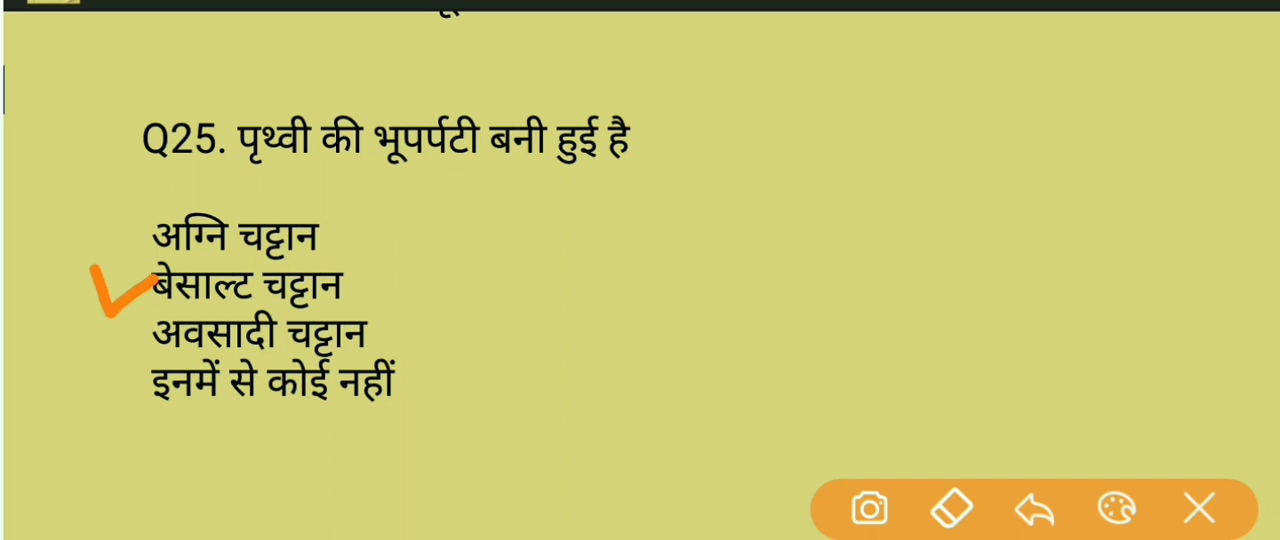 Q25. पृथ्वी की भूपर्पटी बनी हुई है
अग्नि चट्टान
बेसाल्ट चट्टान
अवसादी चट्टान
इनमें से कोई नहीं